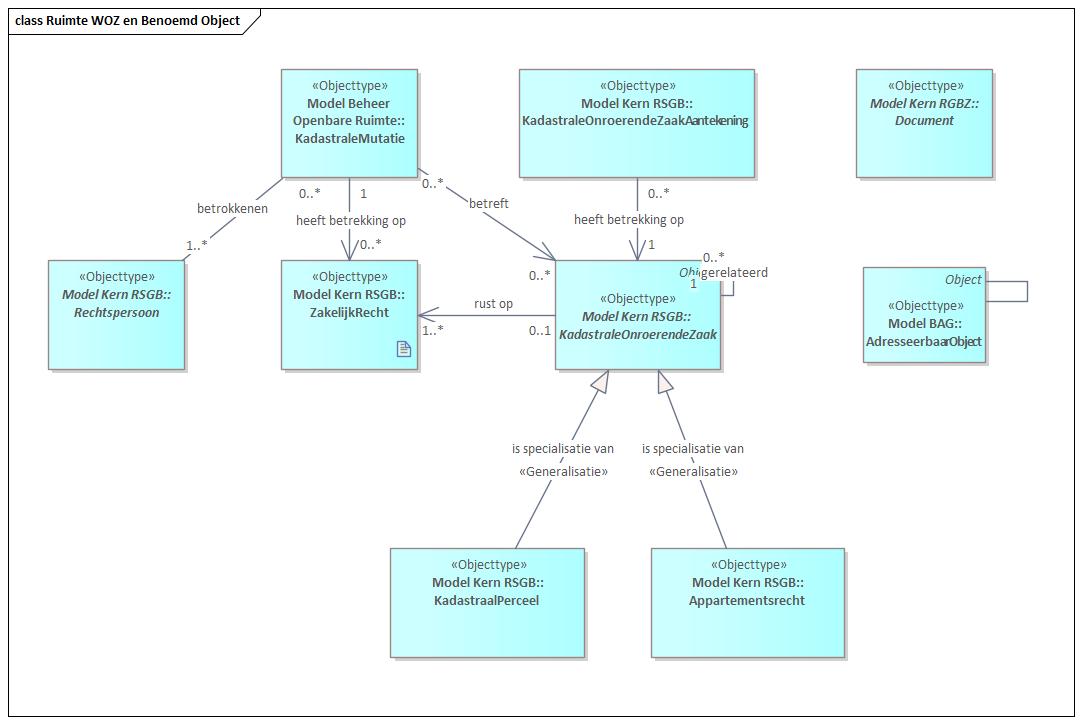 class Ruimte WOZ en Benoemd Object
«Objecttype»
Model Beheer
Openbare Ruimte::
KadastraleMutatie
«Objecttype»
Model Kern RSGB::
KadastraleOnroerendeZaakAantekening
«Objecttype»
Model Kern RGBZ::
Document
0..*
betrokkenen
1..*
0..*
1
heeft betrekking op
0..*
0..*
betreft
0..*
0..*
heeft betrekking op
1
«Objecttype»
Model Kern RSGB::
Rechtspersoon
«Objecttype»
Model Kern RSGB::
ZakelijkRecht
rust op
1..*
0..1
«Objecttype»
Model Kern RSGB::
KadastraleOnroerendeZaak
0..*
gerelateerd
1
Object
«Objecttype»
Model BAG::
AdresseerbaarObject
is specialisatie van
«Generalisatie»
is specialisatie van
«Generalisatie»
«Objecttype»
Model Kern RSGB::
KadastraalPerceel
«Objecttype»
Model Kern RSGB::
Appartementsrecht